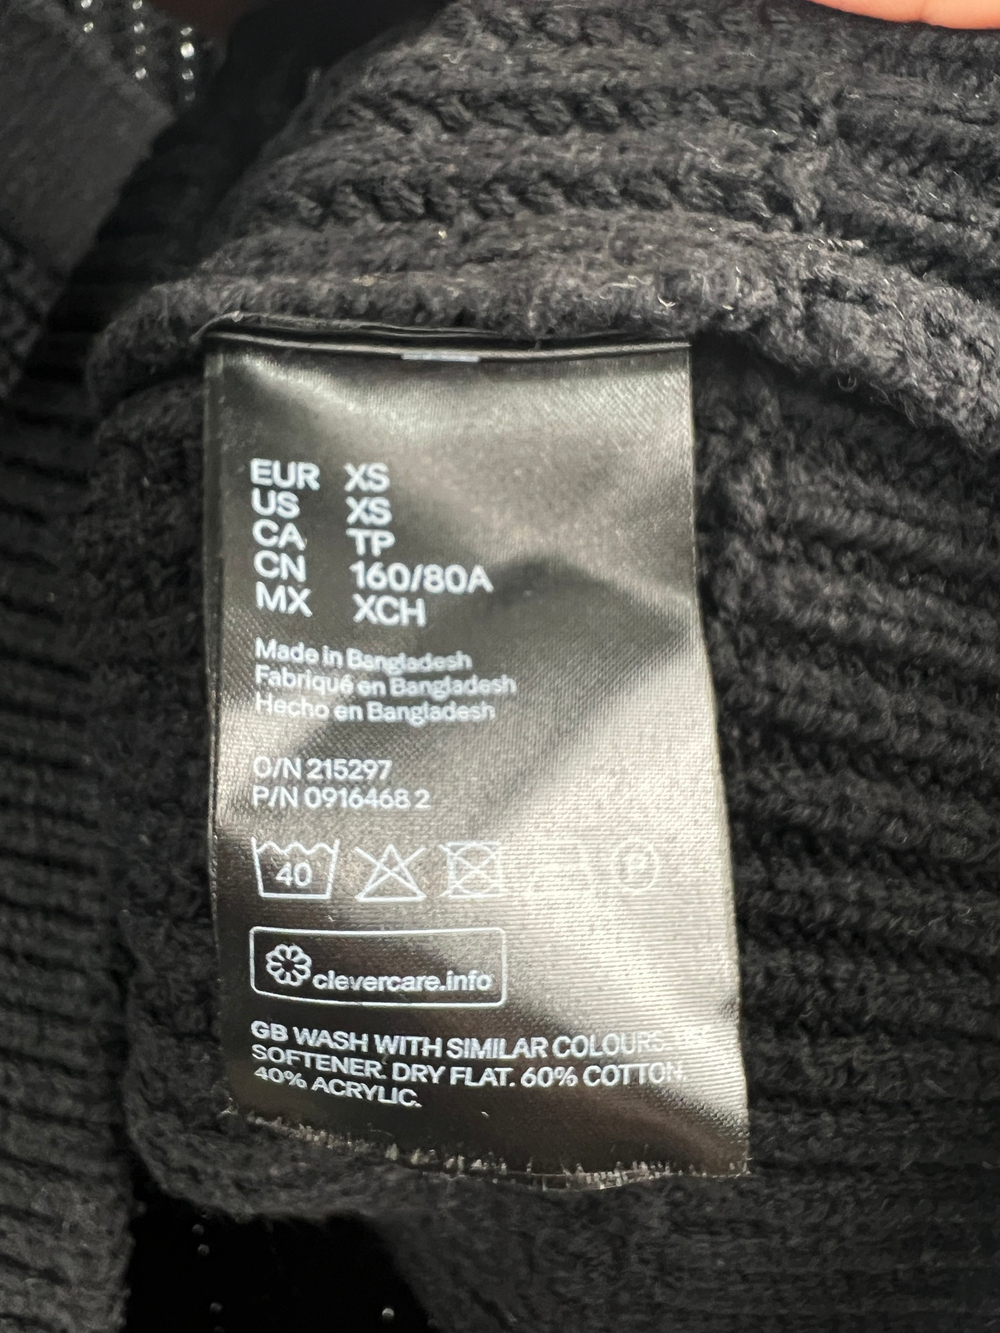 EUR XS
US XS
CA TP
CN 160/80A
MX XCH
Made in Bangladesh
Fabriqué en Bangladesh
Hecho en Bangladesh
O/N 215297
P/N 0916468 2
40
P
clevercare.info
GB WASH WITH SIMILAR COLOURS.
SOFTENER. DRY FLAT. 60% COTTON,
40% ACRYLIC.